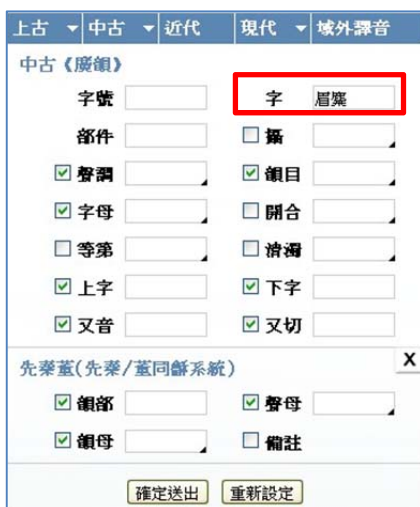 上古 中古 近代 現代 域外譯音
中古《廣韻》
字號 字 眉麋
部件 攝
聲調 韻目
字母 開合
等第 清濁
上字 下字
又音 又切
先秦董(先秦/董同龢系統) X
韻部 聲母
韻母 備註
確定送出 重新設定